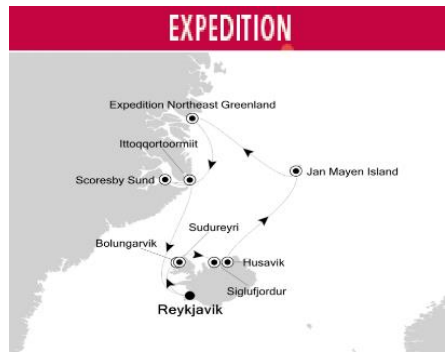 EXPEDITION
Expedition Northeast Greenland
Ittoqqortoormiit
Scoresby Sund
Jan Mayen Island
Sudureyri
Bolungarvik
Husavik
Siglufjordur
Reykjavik